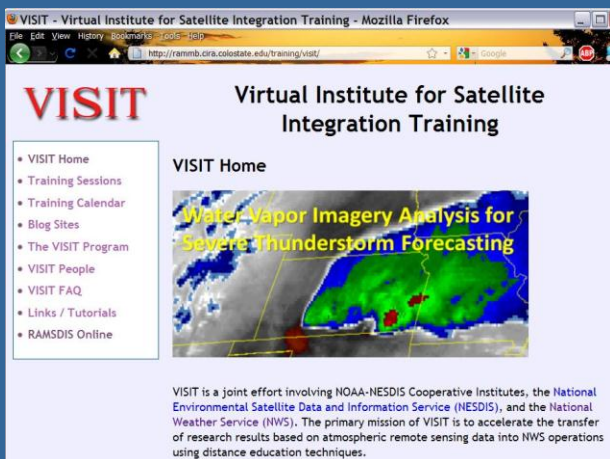 VISIT - Virtual Institute for Satellite Integration Training - Mozilla Firefox
File Edit View History Bookmarks Tools Help
http://rammb.cira.colostate.edu/training/visit/
Google
ABP
VISIT
Virtual Institute for Satellite
Integration Training
• VISIT Home
• Training Sessions
• Training Calendar
• Blog Sites
• The VISIT Program
• VISIT People
• VISIT FAQ
• Links / Tutorials
• RAMSDIS Online
VISIT Home
Water Vapor Imagery Analysis for
Severe Thunderstorm Forecasting
VISIT is a joint effort involving NOAA-NESDIS Cooperative Institutes, the National
Environmental Satellite Data and Information Service (NESDIS), and the National
Weather Service (NWS). The primary mission of VISIT is to accelerate the transfer
of research results based on atmospheric remote sensing data into NWS operations
using distance education techniques.